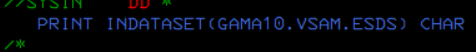 //SYSIN    DD *
   PRINT INDATASET(GAMA10.VSAM.ESDS) CHAR
/*